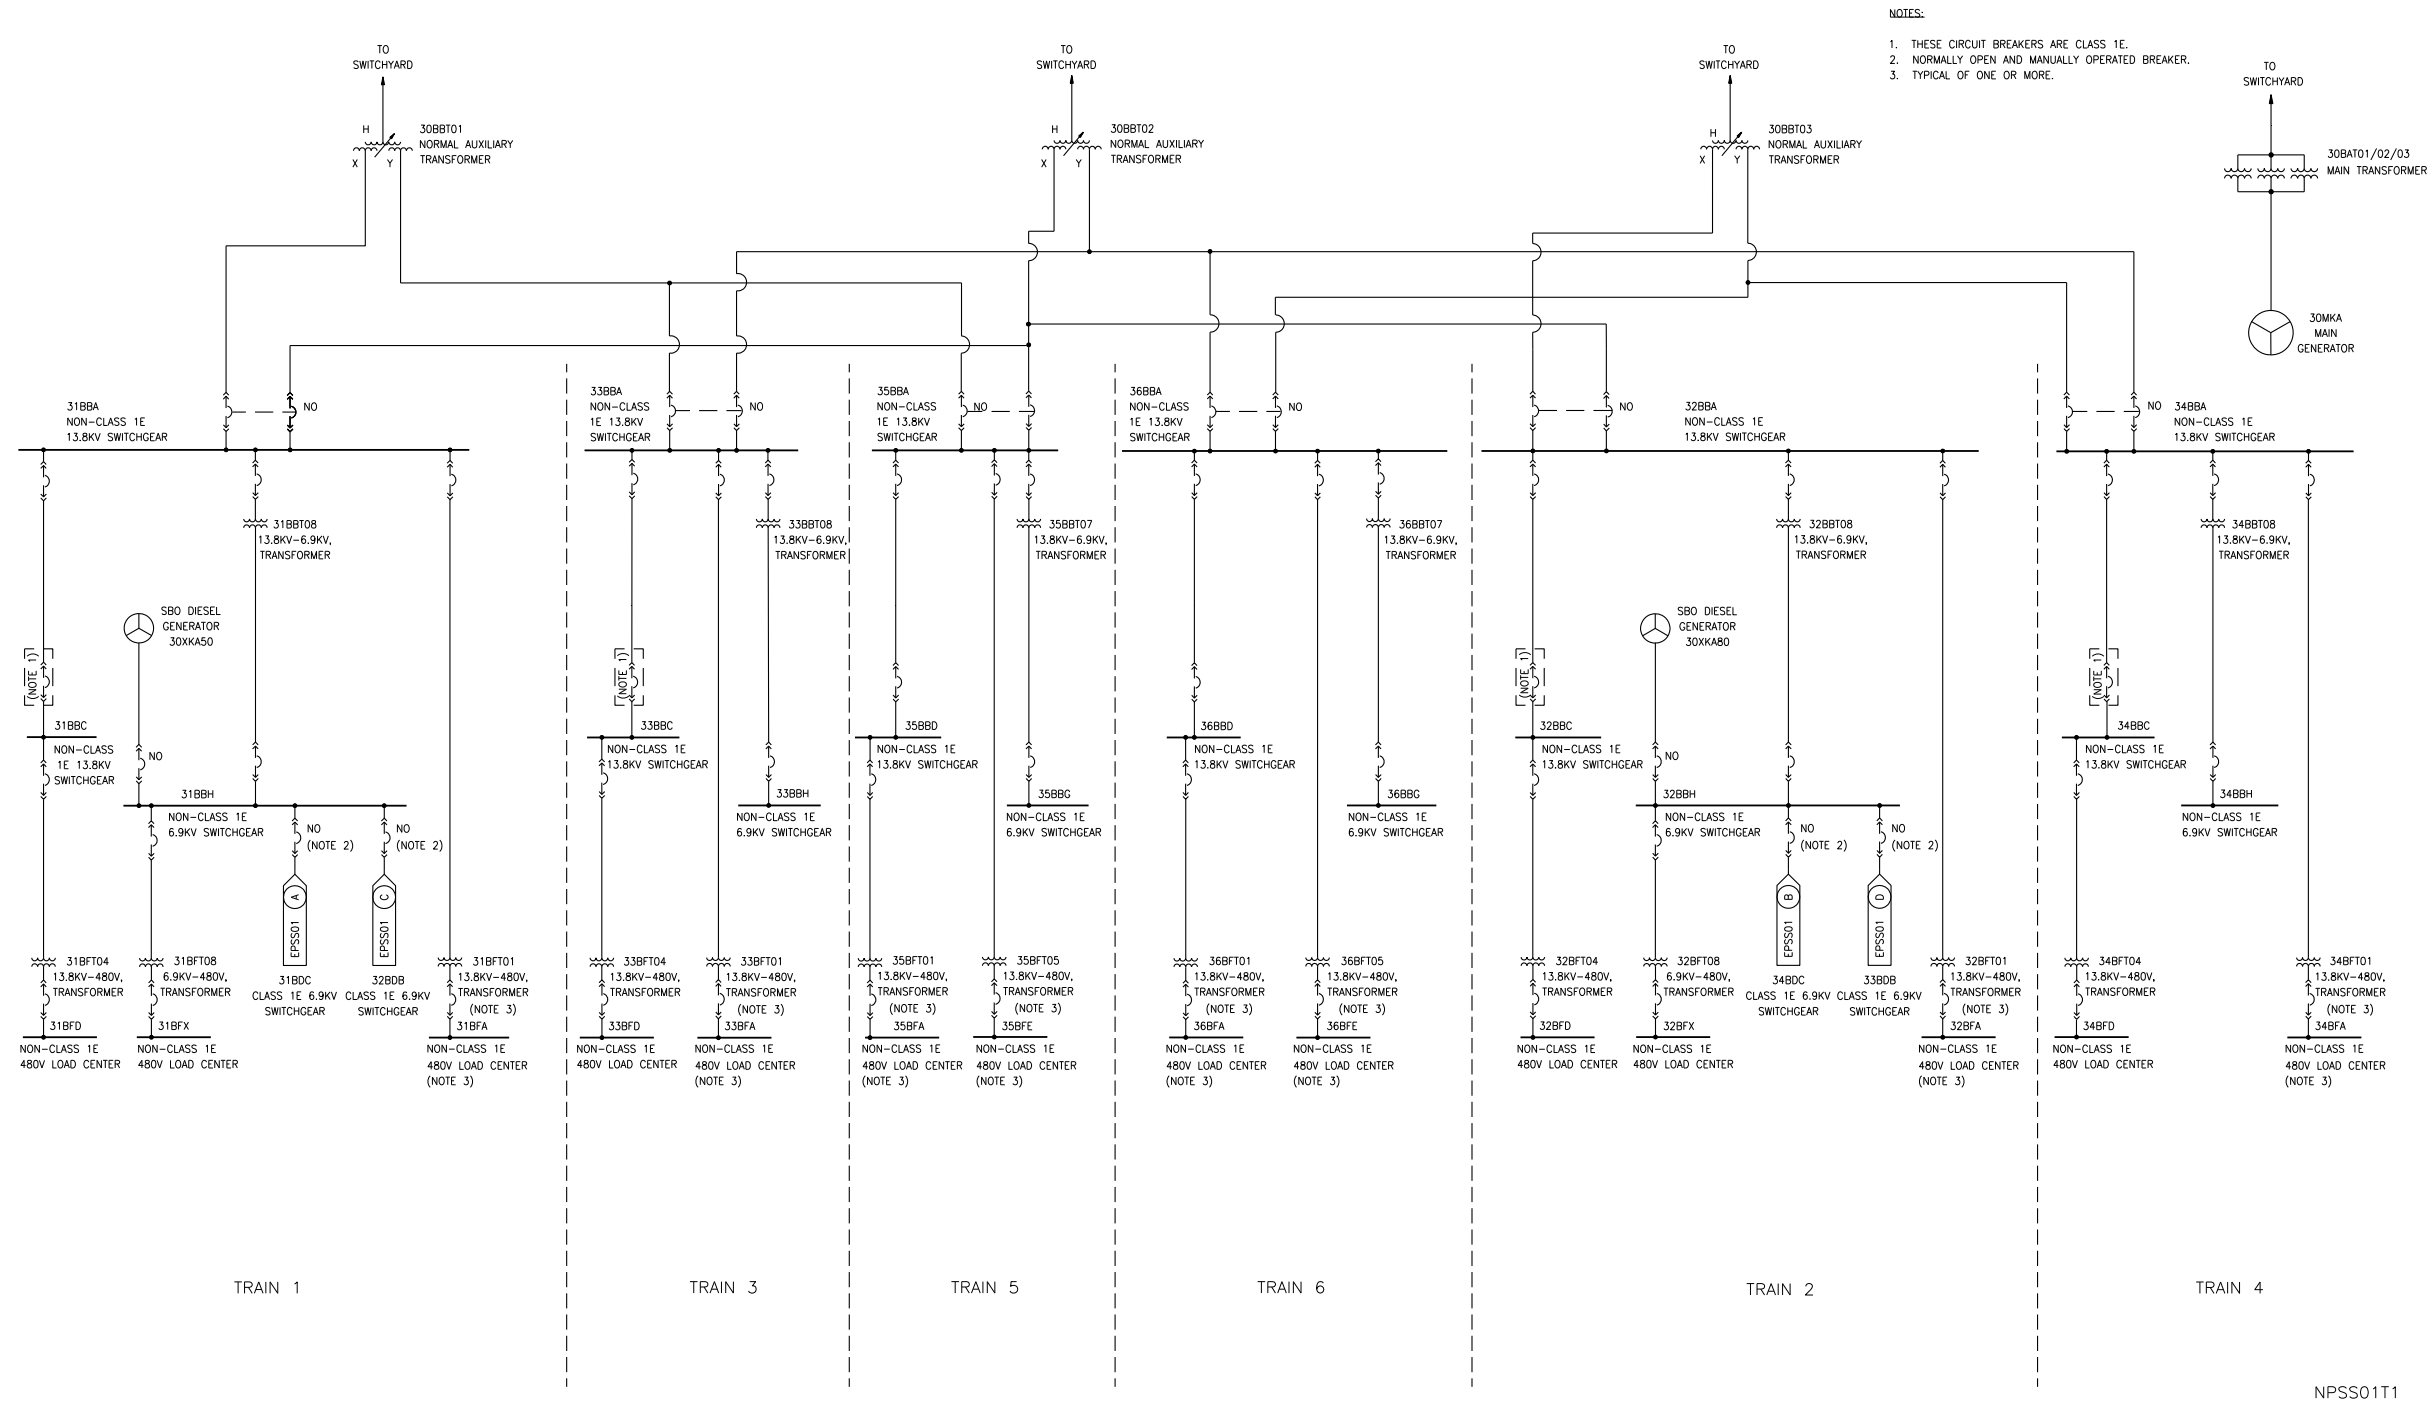 NOTES:
1. THESE CIRCUIT BREAKERS ARE CLASS 1E.
2. NORMALLY OPEN AND MANUALLY OPERATED BREAKER.
3. TYPICAL OF ONE OR MORE.
TO
SWITCHYARD
H
X
Y
30BBT01
NORMAL AUXILIARY
TRANSFORMER
TO
SWITCHYARD
H
X
Y
30BBT02
NORMAL AUXILIARY
TRANSFORMER
TO
SWITCHYARD
H
X
Y
30BBT03
NORMAL AUXILIARY
TRANSFORMER
TO
SWITCHYARD
30BAT01/02/03
MAIN TRANSFORMER
30MKA
MAIN
GENERATOR
31BBA
NON-CLASS 1E
13.8KV SWITCHGEAR
NO
31BBT08
13.8KV-6.9KV,
TRANSFORMER
SBO DIESEL
GENERATOR
30XKA50
(NOTE 1)
31BBC
NON-CLASS
1E 13.8KV
SWITCHGEAR
NO
31BBH
NON-CLASS 1E
6.9KV SWITCHGEAR
NO
(NOTE 2)
NO
(NOTE 2)
A
EPSS01
C
EPSS01
31BDC
CLASS 1E 6.9KV
SWITCHGEAR
32BDB
CLASS 1E 6.9KV
SWITCHGEAR
31BFT04
13.8KV-480V,
TRANSFORMER
31BFT08
6.9KV-480V,
TRANSFORMER
31BFT01
13.8KV-480V,
TRANSFORMER
(NOTE 3)
31BFD
NON-CLASS 1E
480V LOAD CENTER
31BFX
NON-CLASS 1E
480V LOAD CENTER
31BFA
NON-CLASS 1E
480V LOAD CENTER
(NOTE 3)
TRAIN 1
33BBA
NON-CLASS
1E 13.8KV
SWITCHGEAR
NO
33BBT08
13.8KV-6.9KV,
TRANSFORMER
(NOTE 1)
33BBC
NON-CLASS 1E
13.8KV SWITCHGEAR
33BBH
NON-CLASS 1E
6.9KV SWITCHGEAR
33BFT04
13.8KV-480V,
TRANSFORMER
33BFT01
13.8KV-480V,
TRANSFORMER
(NOTE 3)
33BFD
NON-CLASS 1E
480V LOAD CENTER
33BFA
NON-CLASS 1E
480V LOAD CENTER
(NOTE 3)
TRAIN 3
35BBA
NON-CLASS
1E 13.8KV
SWITCHGEAR
NO
35BBT07
13.8KV-6.9KV,
TRANSFORMER
35BBD
NON-CLASS 1E
13.8KV SWITCHGEAR
35BBG
NON-CLASS 1E
6.9KV SWITCHGEAR
35BFT01
13.8KV-480V,
TRANSFORMER
(NOTE 3)
35BFT05
13.8KV-480V,
TRANSFORMER
(NOTE 3)
35BFA
NON-CLASS 1E
480V LOAD CENTER
(NOTE 3)
35BFE
NON-CLASS 1E
480V LOAD CENTER
(NOTE 3)
TRAIN 5
36BBA
NON-CLASS
1E 13.8KV
SWITCHGEAR
NO
36BBT07
13.8KV-6.9KV,
TRANSFORMER
36BBD
NON-CLASS 1E
13.8KV SWITCHGEAR
36BBG
NON-CLASS 1E
6.9KV SWITCHGEAR
36BFT01
13.8KV-480V,
TRANSFORMER
(NOTE 3)
36BFT05
13.8KV-480V,
TRANSFORMER
(NOTE 3)
36BFA
NON-CLASS 1E
480V LOAD CENTER
(NOTE 3)
36BFE
NON-CLASS 1E
480V LOAD CENTER
(NOTE 3)
TRAIN 6
NO
32BBA
NON-CLASS 1E
13.8KV SWITCHGEAR
32BBT08
13.8KV-6.9KV,
TRANSFORMER
SBO DIESEL
GENERATOR
30XKA80
(NOTE 1)
32BBC
NON-CLASS 1E
13.8KV SWITCHGEAR
NO
32BBH
NON-CLASS 1E
6.9KV SWITCHGEAR
NO
(NOTE 2)
NO
(NOTE 2)
B
EPSS01
D
EPSS01
34BDC
CLASS 1E 6.9KV
SWITCHGEAR
33BDB
CLASS 1E 6.9KV
SWITCHGEAR
32BFT04
13.8KV-480V,
TRANSFORMER
32BFT08
6.9KV-480V,
TRANSFORMER
32BFT01
13.8KV-480V,
TRANSFORMER
(NOTE 3)
32BFD
NON-CLASS 1E
480V LOAD CENTER
32BFX
NON-CLASS 1E
480V LOAD CENTER
32BFA
NON-CLASS 1E
480V LOAD CENTER
(NOTE 3)
TRAIN 2
NO
34BBA
NON-CLASS 1E
13.8KV SWITCHGEAR
34BBT08
13.8KV-6.9KV,
TRANSFORMER
(NOTE 1)
34BBC
NON-CLASS 1E
13.8KV SWITCHGEAR
34BBH
NON-CLASS 1E
6.9KV SWITCHGEAR
34BFT04
13.8KV-480V,
TRANSFORMER
34BFT01
13.8KV-480V,
TRANSFORMER
(NOTE 3)
34BFD
NON-CLASS 1E
480V LOAD CENTER
34BFA
NON-CLASS 1E
480V LOAD CENTER
(NOTE 3)
TRAIN 4
NPSS01T1